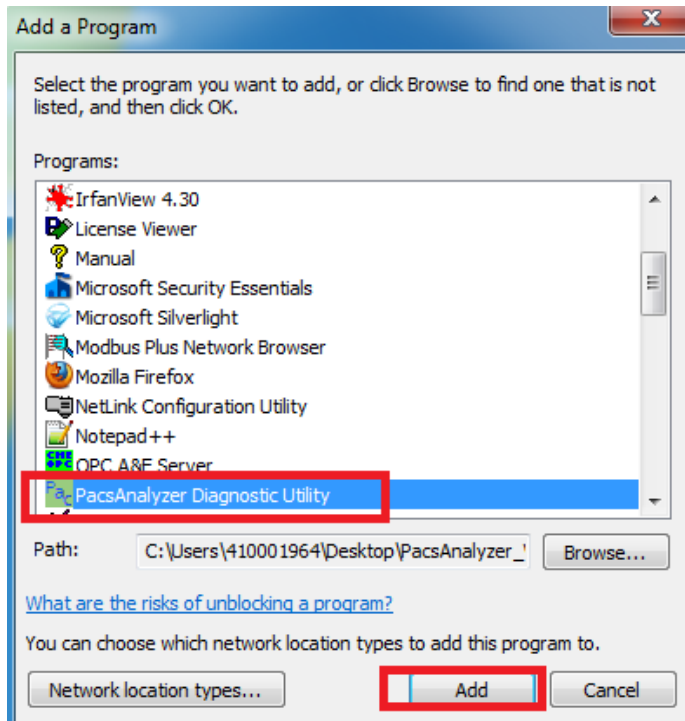 Add a Program
Select the program you want to add, or click Browse to find one that is not
listed, and then click OK.
Programs:
IrfanView 4.30
License Viewer
Manual
Microsoft Security Essentials
Microsoft Silverlight
Modbus Plus Network Browser
Mozilla Firefox
NetLink Configuration Utility
Notepad++
OPC A&E Server
PacsAnalyzer Diagnostic Utility
Path: C:\Users\410001964\Desktop\PacsAnalyzer_ Browse...
What are the risks of unblocking a program?
You can choose which network location types to add this program to.
Network location types... Add Cancel